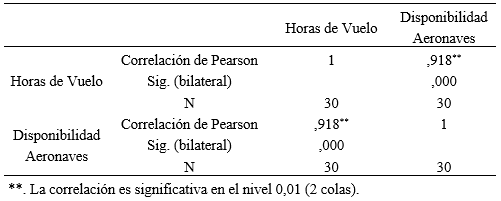 Horas de Vuelo Disponibilidad Aeronaves
Horas de Vuelo Correlación de Pearson 1 ,918**
Sig. (bilateral) ,000
N 30 30
Disponibilidad Aeronaves Correlación de Pearson ,918** 1
Sig. (bilateral) ,000
N 30 30
**. La correlación es significativa en el nivel 0,01 (2 colas).